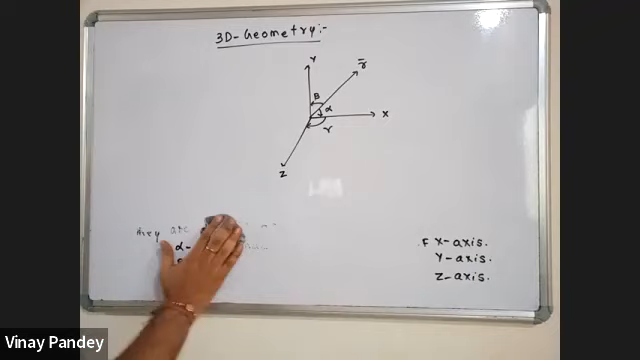 3D-Geometry:-
Y
r̄
B
α
X
γ
Z
α-
F X-axis.
Y-axis.
Z-axis.
Vinay Pandey